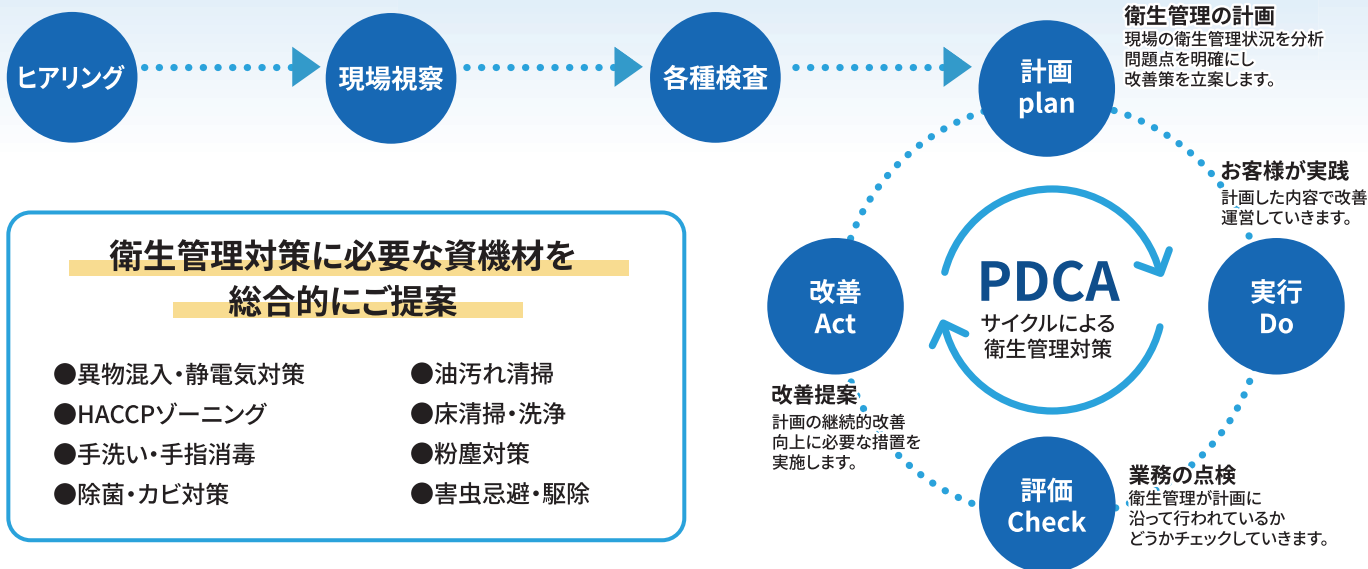 ヒアリング
現場視察
各種検査
計画
plan
衛生管理の計画
現場の衛生管理状況を分析
問題点を明確にし
改善策を立案します。
お客様が実践
計画した内容で改善
運営していきます。
実行
Do
業務の点検
衛生管理が計画に
沿って行われているか
どうかチェックしていきます。
評価
Check
改善
Act
改善提案
計画の継続的改善
向上に必要な措置を
実施します。
PDCA
サイクルによる
衛生管理対策
衛生管理対策に必要な資機材を
総合的にご提案
●異物混入・静電気対策
●HACCPゾーニング
●手洗い・手指消毒
●除菌・カビ対策
●油汚れ清掃
●床清掃・洗浄
●粉塵対策
●害虫忌避・駆除